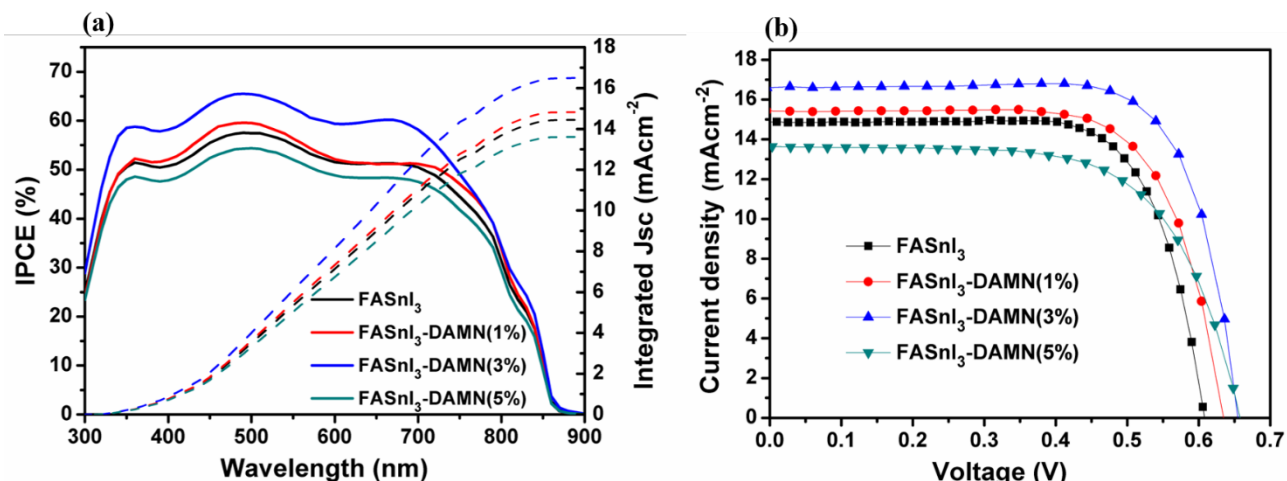 (a)
IPCE (%)
70
60
50
40
30
20
10
0
300 400 500 600 700 800 900
Wavelength (nm)
18
16
14
12
10
8
6
4
2
0
Integrated Jsc (mAcm⁻²)
FASnI₃
FASnI₃-DAMN(1%)
FASnI₃-DAMN(3%)
FASnI₃-DAMN(5%)
(b)
Current density (mAcm⁻²)
18
16
14
12
10
8
6
4
2
0
0.0 0.1 0.2 0.3 0.4 0.5 0.6 0.7
Voltage (V)
FASnI₃
FASnI₃-DAMN(1%)
FASnI₃-DAMN(3%)
FASnI₃-DAMN(5%)